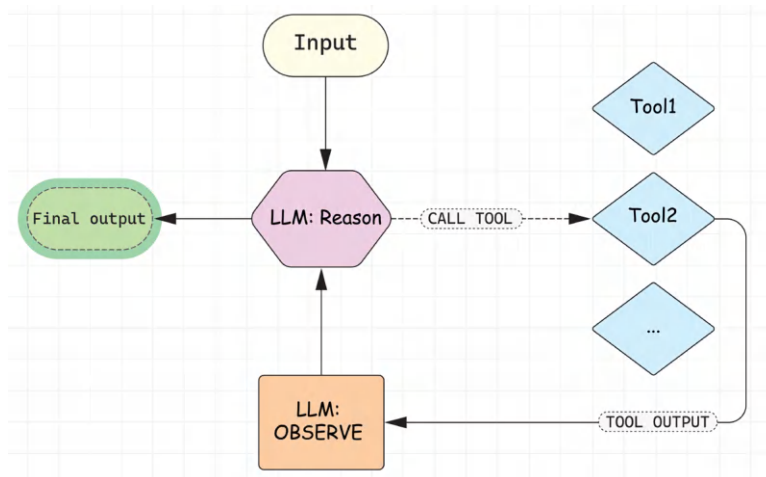 Input
Tool1
Final output
LLM: Reason
CALL TOOL
Tool2
...
LLM:
OBSERVE
TOOL OUTPUT